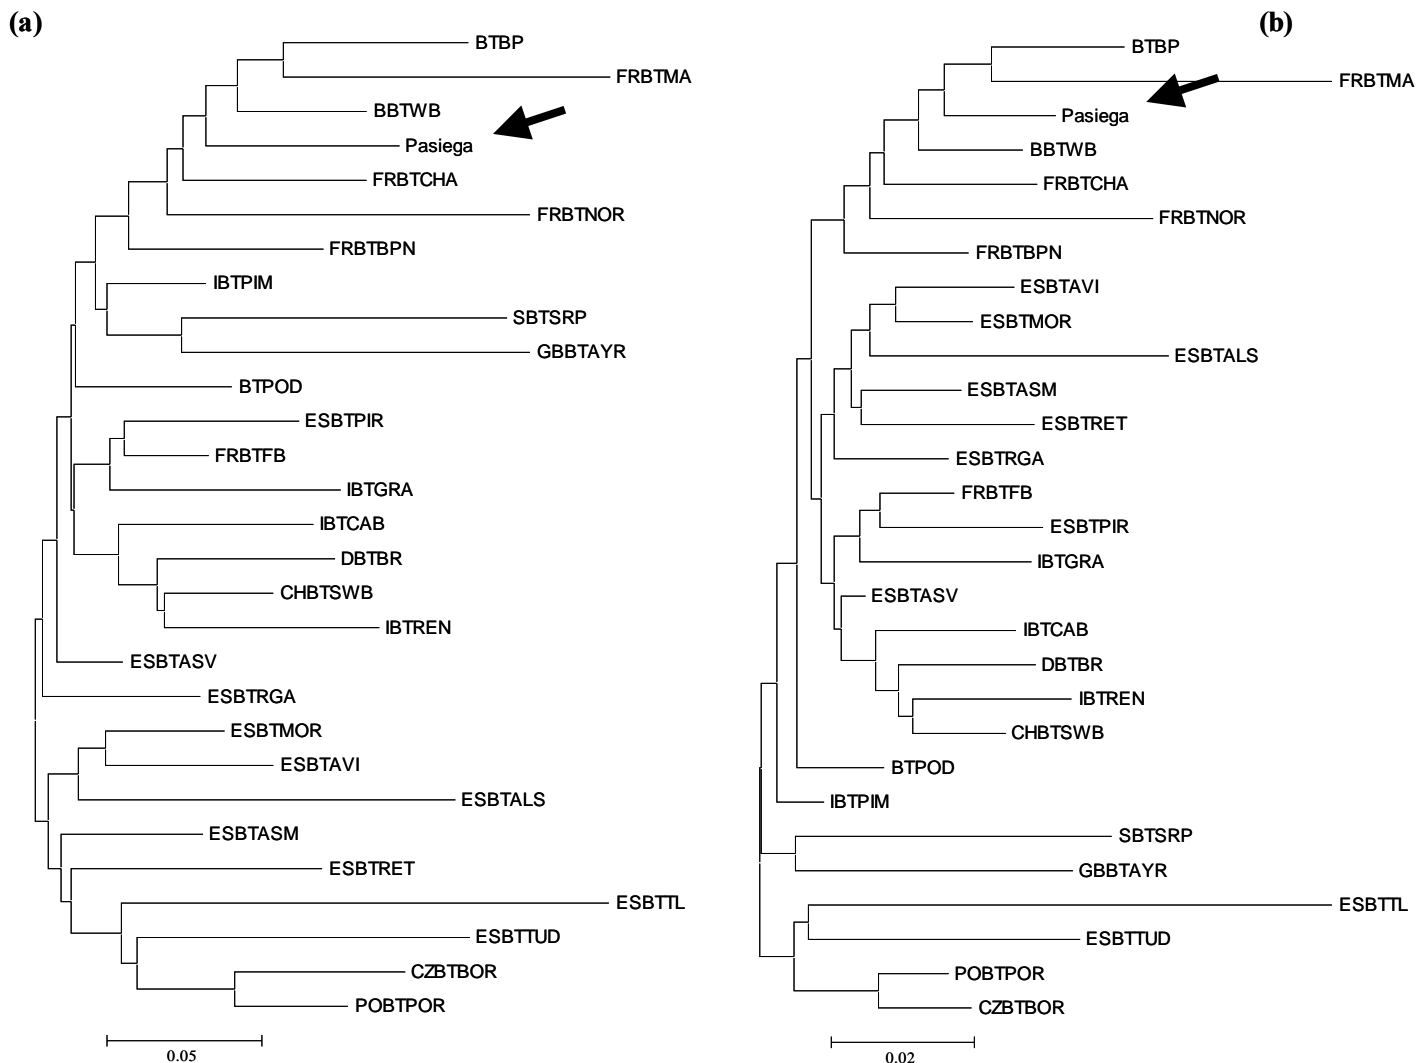 (a)
BTBP
FRBTMA
BBTWB
Pasiega
FRBTCHA
FRBTNOR
FRBTBPN
IBTPIM
SBTSRP
GBBTAYR
BTPOD
ESBTPIR
FRBTFB
IBTGRA
IBTCAB
DBTBR
CHBTSWB
IBTREN
ESBTASV
ESBTRGA
ESBTMOR
ESBTAVI
ESBTALS
ESBTASM
ESBTRET
ESBTTL
ESBTTUD
CZBTBOR
POBTPOR
0.05
(b)
BTBP
FRBTMA
Pasiega
BBTWB
FRBTCHA
FRBTNOR
FRBTBPN
ESBTAVI
ESBTMOR
ESBTALS
ESBTASM
ESBTRET
ESBTRGA
FRBTFB
ESBTPIR
IBTGRA
ESBTASV
IBTCAB
DBTBR
IBTREN
CHBTSWB
BTPOD
IBTPIM
SBTSRP
GBBTAYR
ESBTTL
ESBTTUD
POBTPOR
CZBTBOR
0.02